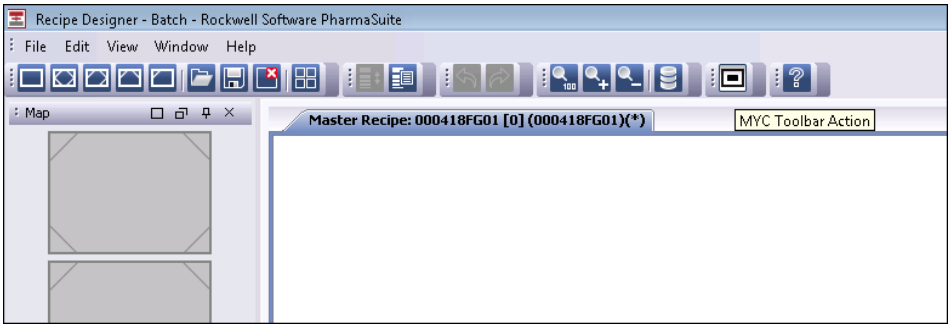 Recipe Designer - Batch - Rockwell Software PharmaSuite
File Edit View Window Help
100
?
Map
Master Recipe: 000418FG01 [0] (000418FG01)(*)
MYC Toolbar Action